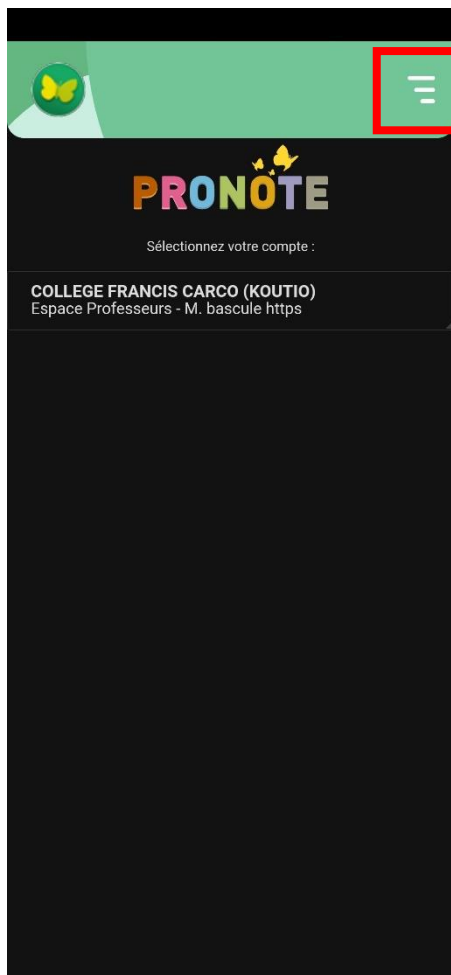 PRONOTE
Sélectionnez votre compte :
COLLEGE FRANCIS CARCO (KOUTIO)
Espace Professeurs - M. bascule https